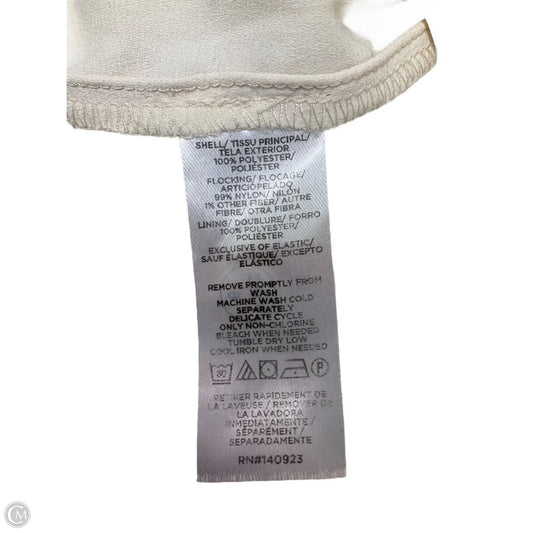 SHELL/ TISSU PRINCIPAL/
TELA EXTERIOR
100% POLYESTER/
POLIÉSTER
FLOCKING/ FLOCAGE/
ARTICIOPELADO
99% NYLON/ NILÓN
1% OTHER FIBER/ AUTRE
FIBRE/ OTRA FIBRA
LINING/ DOUBLURE/ FORRO
100% POLYESTER/
POLIÉSTER
EXCLUSIVE OF ELASTIC/
SAUF ÉLASTIQUE/ EXCEPTO
ELÁSTICO
REMOVE PROMPTLY FROM
WASH
MACHINE WASH COLD
SEPARATELY
DELICATE CYCLE
ONLY NON-CHLORINE
BLEACH WHEN NEEDED
TUMBLE DRY LOW
COOL IRON WHEN NEEDED
30
RETIRER RAPIDEMENT DE
LA LAVEUSE/ REMOVER DE
LA LAVADORA
INMEDIATAMENTE/
SÉPARÉMENT/
SEPARADAMENTE
RN#140923
CM